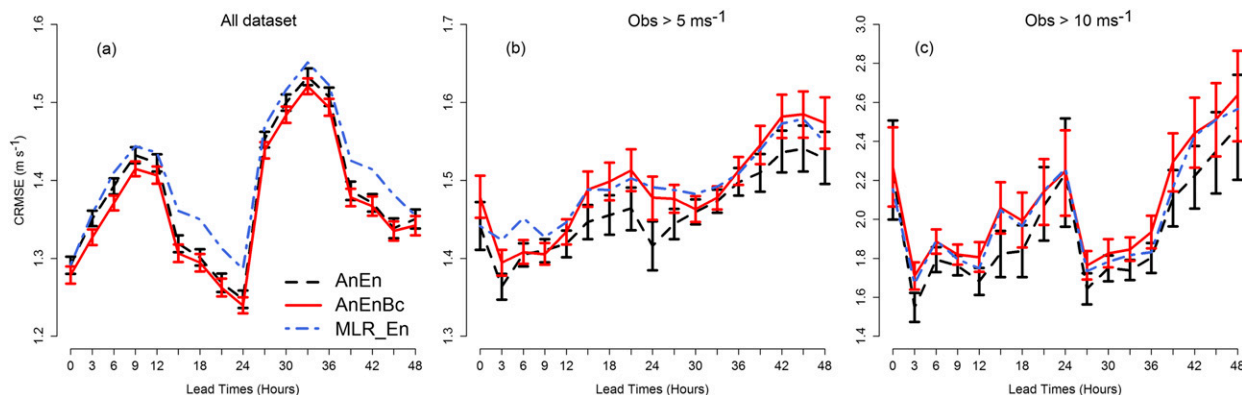 All dataset
Obs > 5 ms⁻¹
Obs > 10 ms⁻¹
(a)
(b)
(c)
CRMSE (m s⁻¹)
1.6
1.5
1.4
1.3
1.2
1.7
1.6
1.5
1.4
1.3
3.0
2.8
2.6
2.4
2.2
2.0
1.8
1.6
1.4
AnEn
AnEnBc
MLR_En
0 3 6 9 12 18 24 30 36 42 48
0 3 6 9 12 18 24 30 36 42 48
0 3 6 9 12 18 24 30 36 42 48
Lead Times (Hours)
Lead Times (Hours)
Lead Times (Hours)